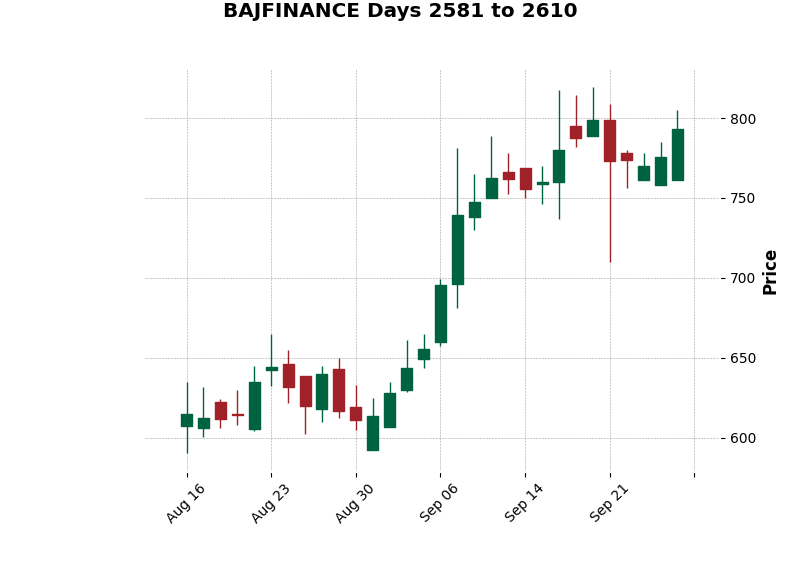 BAJFINANCE Days 2581 to 2610
800
750
700
650
600
Price
Aug 16
Aug 23
Aug 30
Sep 06
Sep 14
Sep 21